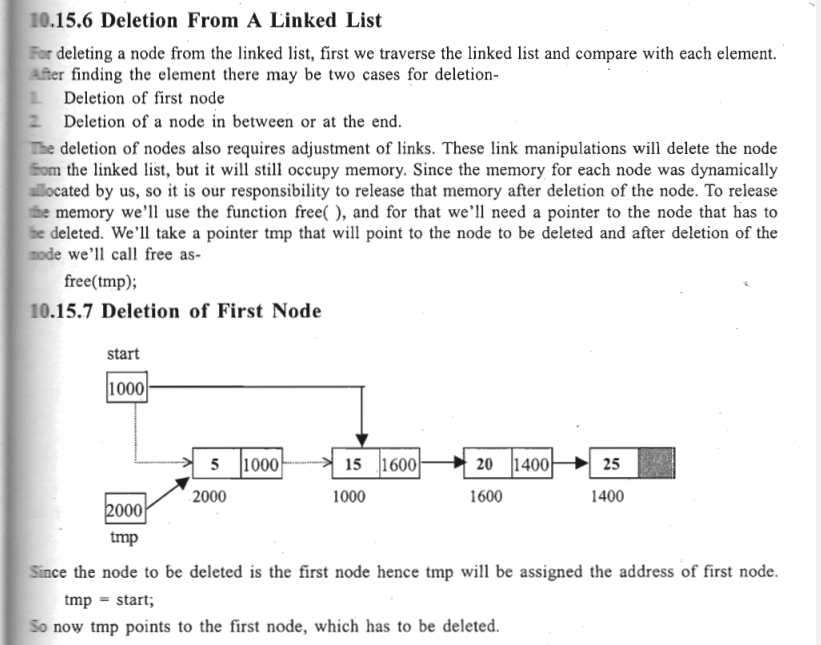 10.15.6 Deletion From A Linked List
For deleting a node from the linked list, first we traverse the linked list and compare with each element.
After finding the element there may be two cases for deletion-
1. Deletion of first node
2. Deletion of a node in between or at the end.
The deletion of nodes also requires adjustment of links. These link manipulations will delete the node
from the linked list, but it will still occupy memory. Since the memory for each node was dynamically
allocated by us, so it is our responsibility to release that memory after deletion of the node. To release
the memory we'll use the function free( ), and for that we'll need a pointer to the node that has to
be deleted. We'll take a pointer tmp that will point to the node to be deleted and after deletion of the
node we'll call free as-
free(tmp);
10.15.7 Deletion of First Node
start
1000
5 1000 15 1600 20 1400 25
2000 1000 1600 1400
2000
tmp
Since the node to be deleted is the first node hence tmp will be assigned the address of first node.
tmp = start;
So now tmp points to the first node, which has to be deleted.